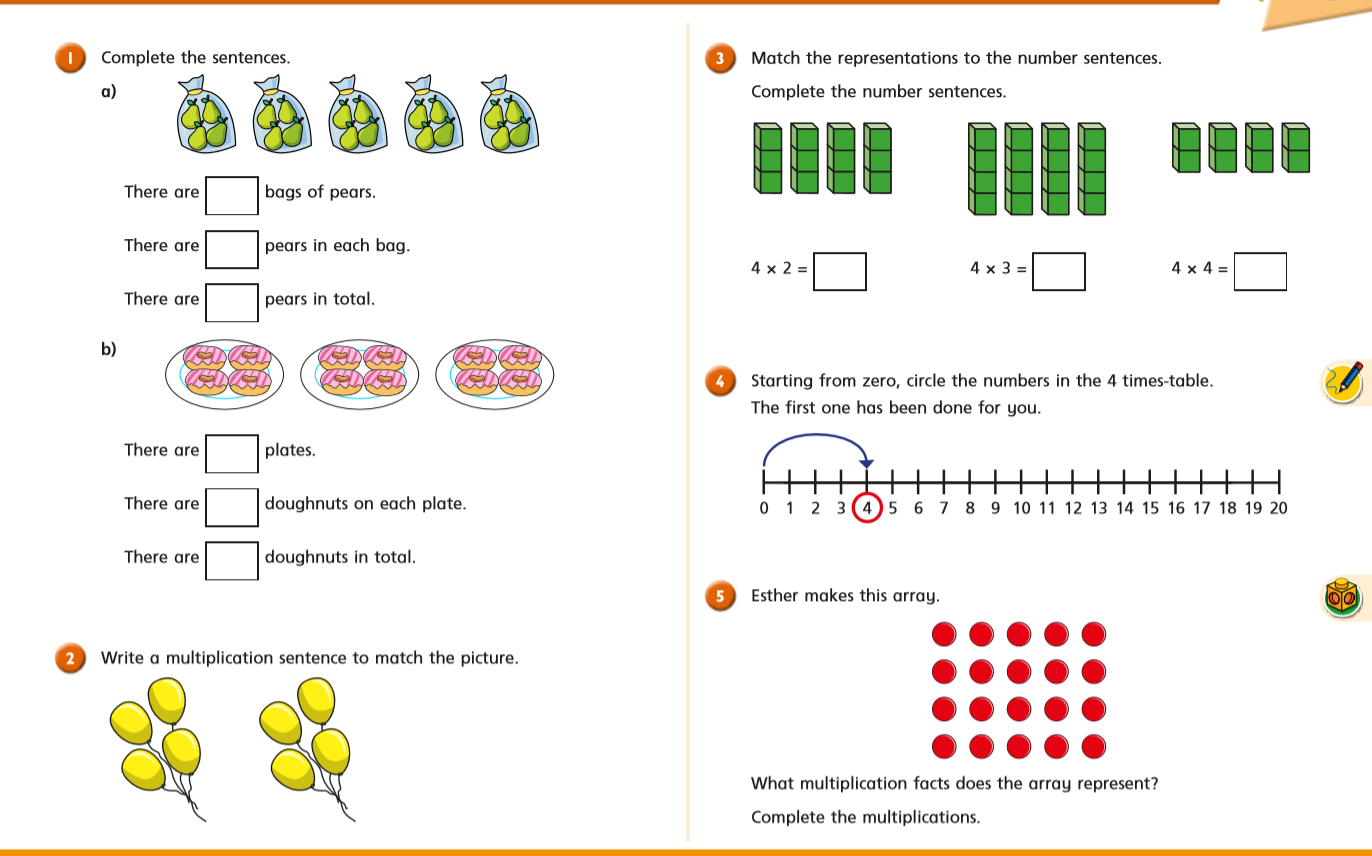 1 Complete the sentences.
a)
There are bags of pears.
There are pears in each bag.
There are pears in total.
b)
There are plates.
There are doughnuts on each plate.
There are doughnuts in total.
2 Write a multiplication sentence to match the picture.
3 Match the representations to the number sentences.
Complete the number sentences.
4 × 2 =
4 × 3 =
4 × 4 =
4 Starting from zero, circle the numbers in the 4 times-table.
The first one has been done for you.
0 1 2 3 4 5 6 7 8 9 10 11 12 13 14 15 16 17 18 19 20
5 Esther makes this array.
What multiplication facts does the array represent?
Complete the multiplications.